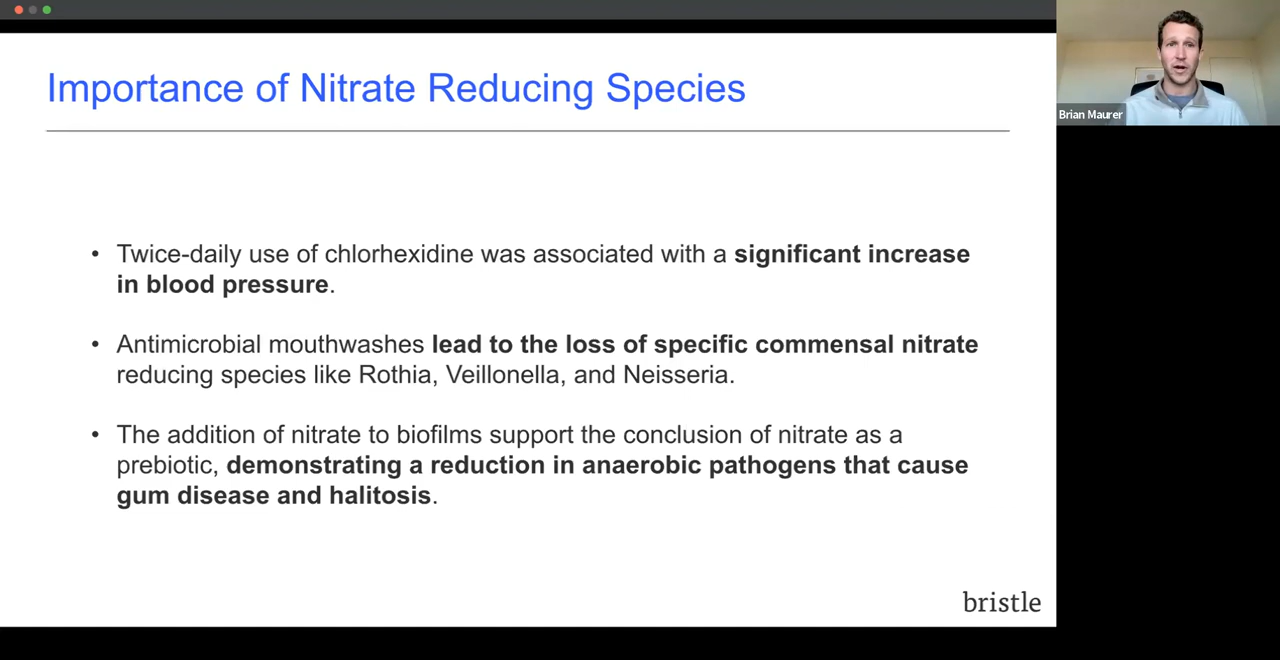 Importance of Nitrate Reducing Species
Brian Maurer
• Twice-daily use of chlorhexidine was associated with a significant increase
in blood pressure.
• Antimicrobial mouthwashes lead to the loss of specific commensal nitrate
reducing species like Rothia, Veillonella, and Neisseria.
• The addition of nitrate to biofilms support the conclusion of nitrate as a
prebiotic, demonstrating a reduction in anaerobic pathogens that cause
gum disease and halitosis.
bristle